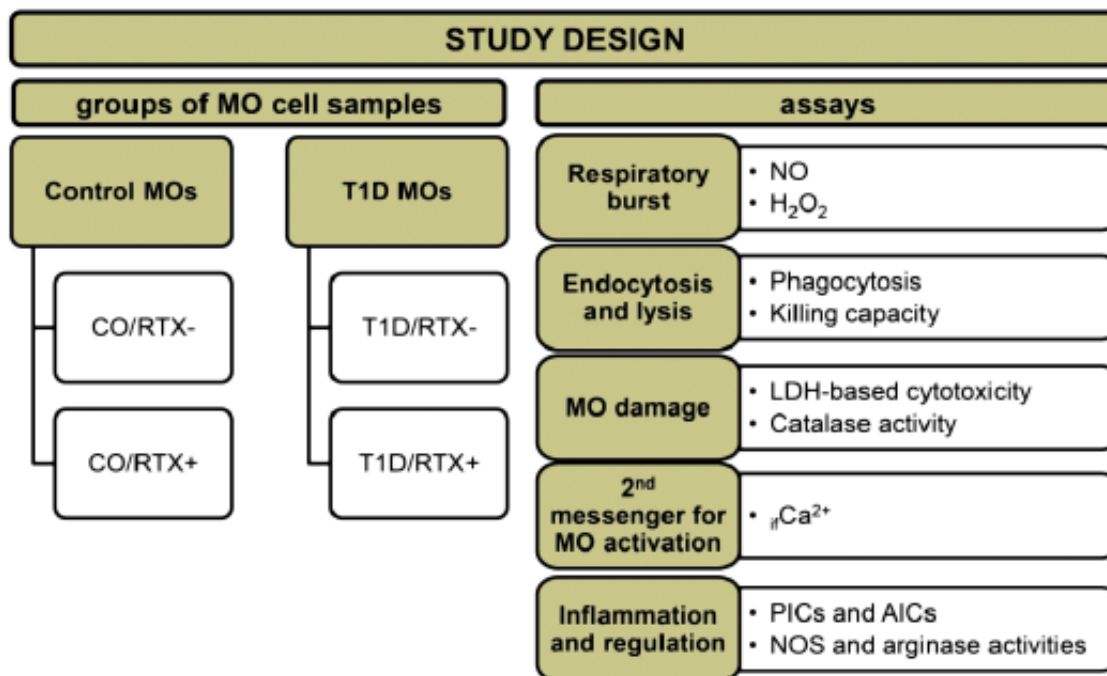 STUDY DESIGN
groups of MO cell samples
Control MOs
T1D MOs
CO/RTX-
T1D/RTX-
CO/RTX+
T1D/RTX+
assays
Respiratory
burst
• NO
• H₂O₂
Endocytosis
and lysis
• Phagocytosis
• Killing capacity
MO damage
• LDH-based cytotoxicity
• Catalase activity
2ⁿᵈ
messenger for
MO activation
• ᵢfCa²⁺
Inflammation
and regulation
• PICs and AICs
• NOS and arginase activities